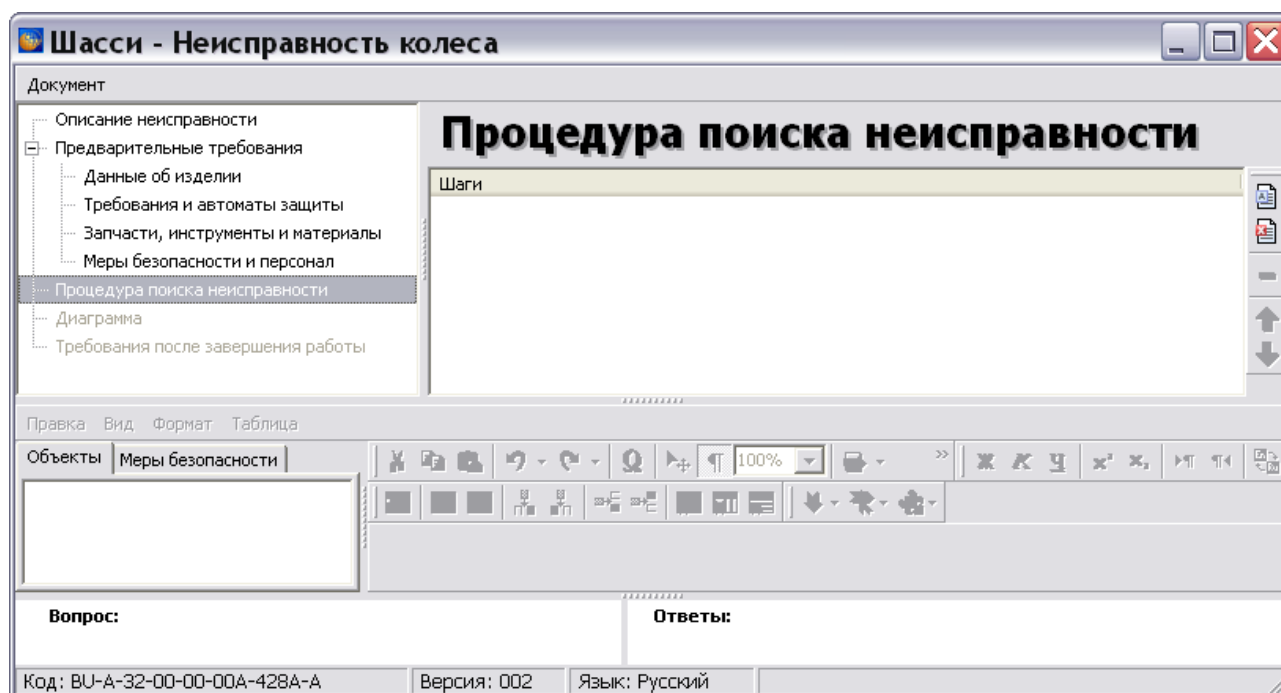 Шасси - Неисправность колеса
Документ
Описание неисправности
Предварительные требования
Данные об изделии
Требования и автоматы защиты
Запчасти, инструменты и материалы
Меры безопасности и персонал
Процедура поиска неисправности
Диаграмма
Требования после завершения работы
Процедура поиска неисправности
Шаги
Правка Вид Формат Таблица
Объекты Меры безопасности
100%
Ж К Ч x² x₂
Вопрос:
Ответы:
Код: BU-A-32-00-00-00A-428A-A Версия: 002 Язык: Русский